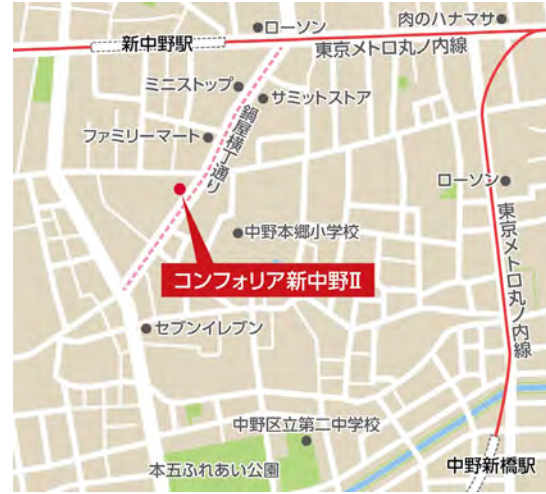 肉のハナマサ
ローソン
新中野駅
東京メトロ丸ノ内線
ミニストップ
サミットストア
鍋屋横丁通り
ファミリーマート
ローソン
中野本郷小学校
東京メトロ丸ノ内線
コンフォリア新中野Ⅱ
セブンイレブン
中野区立第二中学校
本五ふれあい公園
中野新橋駅